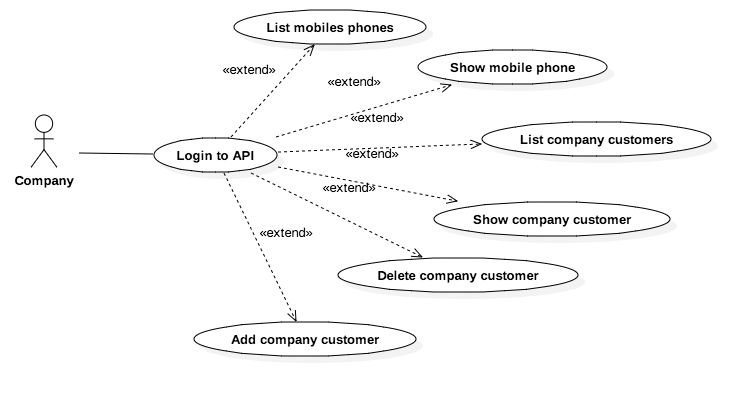 List mobiles phones
«extend»
Show mobile phone
«extend»
«extend»
List company customers
Login to API
«extend»
Company
«extend»
Show company customer
«extend»
Delete company customer
Add company customer